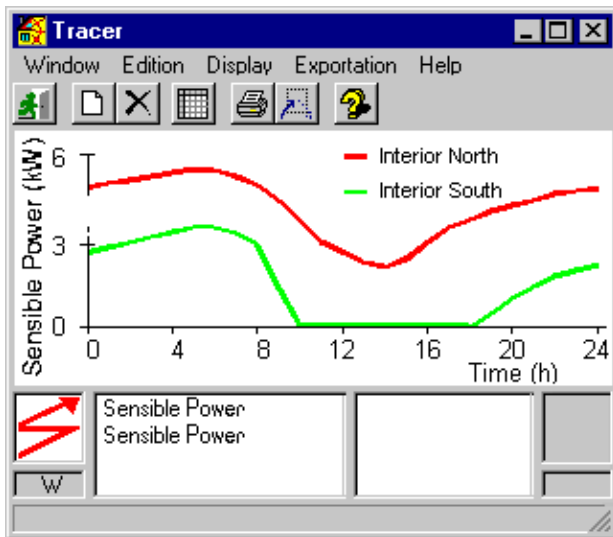 Tracer
Window Edition Display Exportation Help
Sensible Power (kW)
6
3
0
Interior North
Interior South
0 4 8 12 16 20 24
Time (h)
Sensible Power
Sensible Power
W